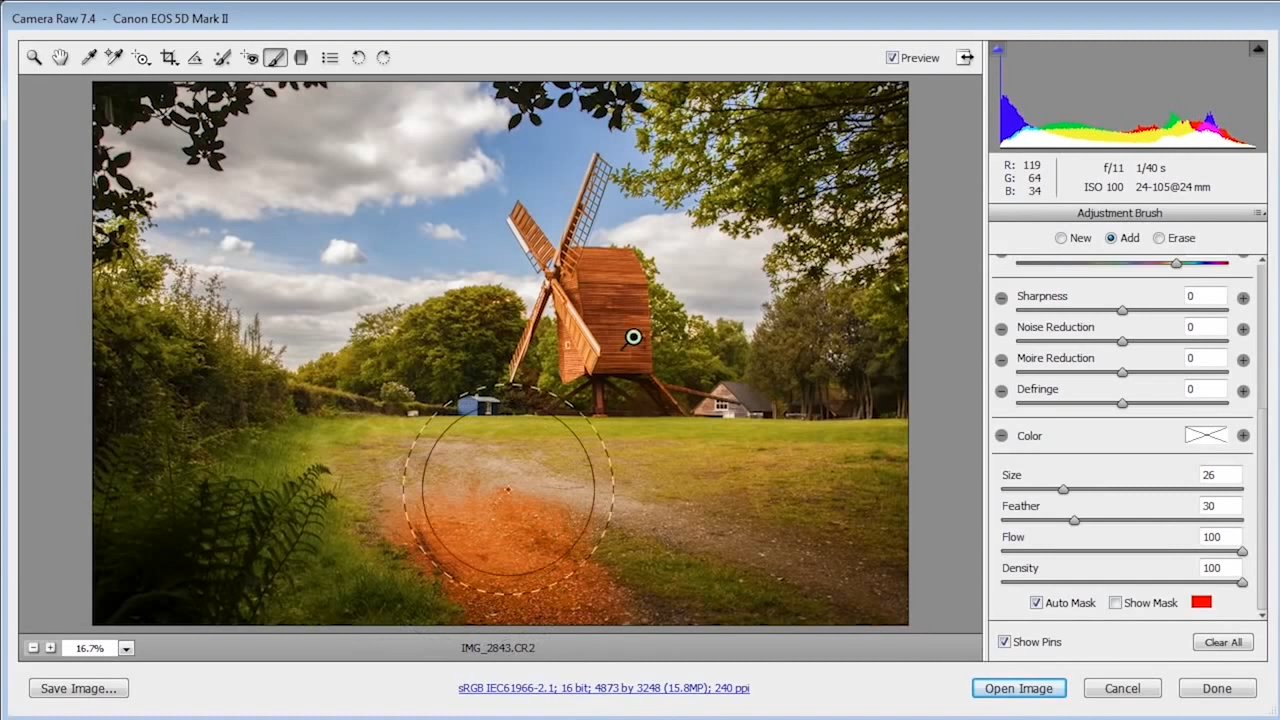 Camera Raw 7.4 - Canon EOS 5D Mark II
Preview
R: 119
G: 64
B: 34
f/11 1/40 s
ISO 100 24-105@24 mm
Adjustment Brush
New Add Erase
Sharpness 0
Noise Reduction 0
Moire Reduction 0
Defringe 0
Color
Size 26
Feather 30
Flow 100
Density 100
Auto Mask Show Mask
Show Pins Clear All
16.7% IMG_2843.CR2
Save Image... sRGB IEC61966-2.1; 16 bit; 4873 by 3248 (15.8MP); 240 ppi Open Image Cancel Done